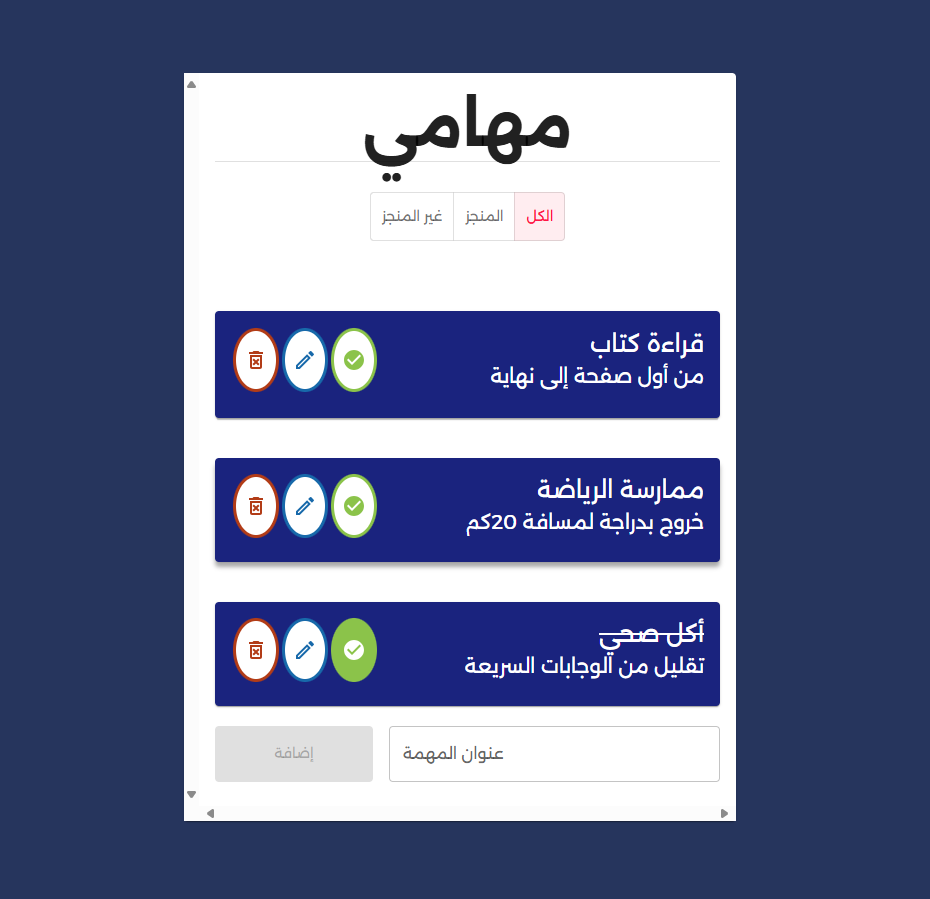 مهامي
الكل
المنجز
غير المنجز
قراءة كتاب
من أول صفحة إلى نهاية
ممارسة الرياضة
خروج بدراجة لمسافة 20كم
أكل صحي
تقليل من الوجابات السريعة
عنوان المهمة
إضافة